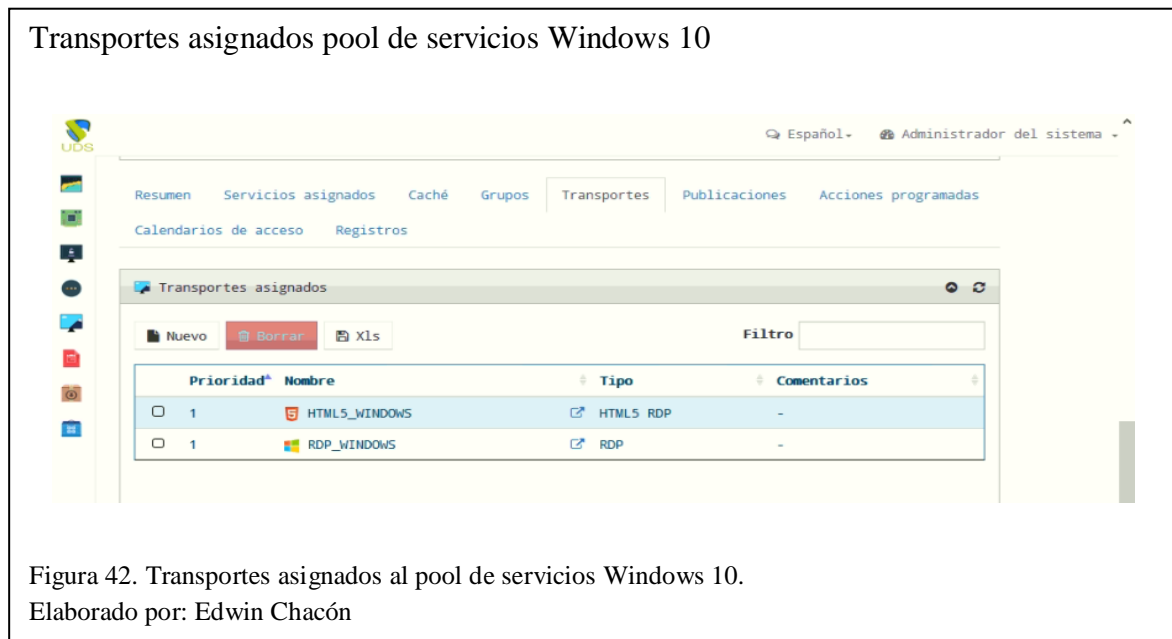 Transportes asignados pool de servicios Windows 10
UDS
Español
Administrador del sistema
Resumen Servicios asignados Caché Grupos Transportes Publicaciones Acciones programadas
Calendarios de acceso Registros
Transportes asignados
Nuevo Borrar Xls Filtro
Prioridad Nombre Tipo Comentarios
1 HTML5_WINDOWS HTML5 RDP -
1 RDP_WINDOWS RDP -
Figura 42. Transportes asignados al pool de servicios Windows 10.
Elaborado por: Edwin Chacón